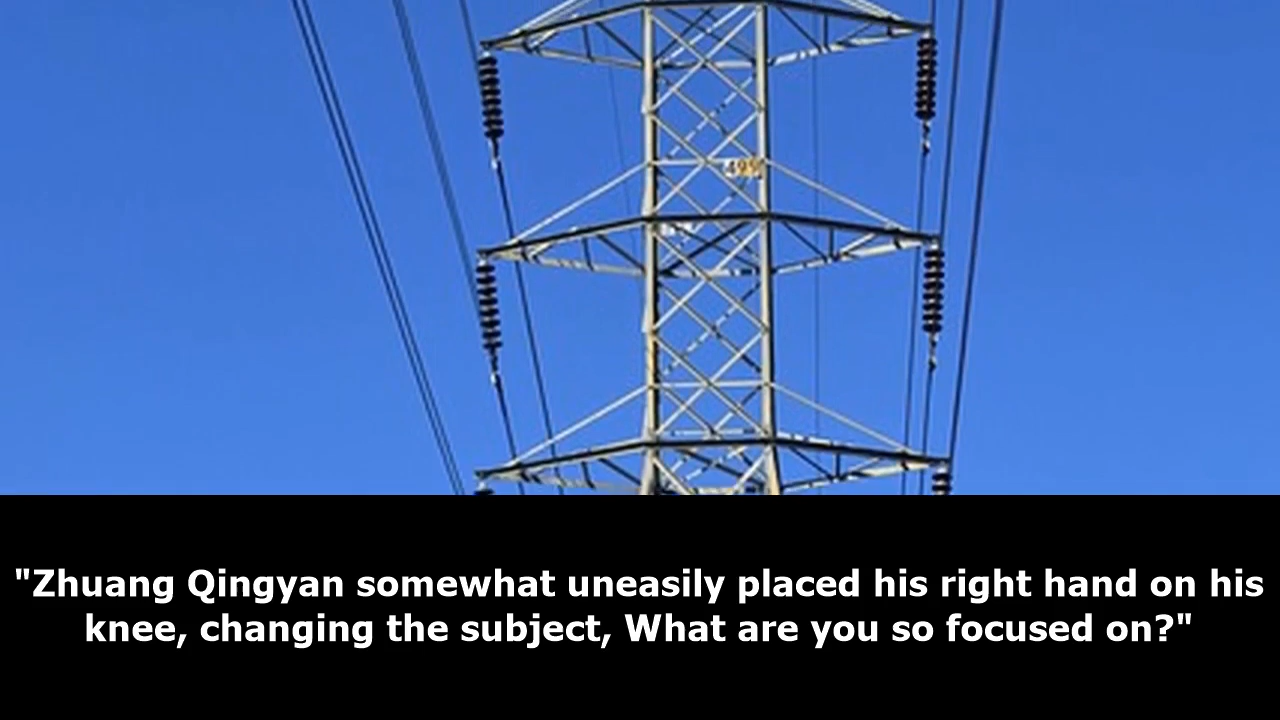 "Zhuang Qingyan somewhat uneasily placed his right hand on his
knee, changing the subject, What are you so focused on?"